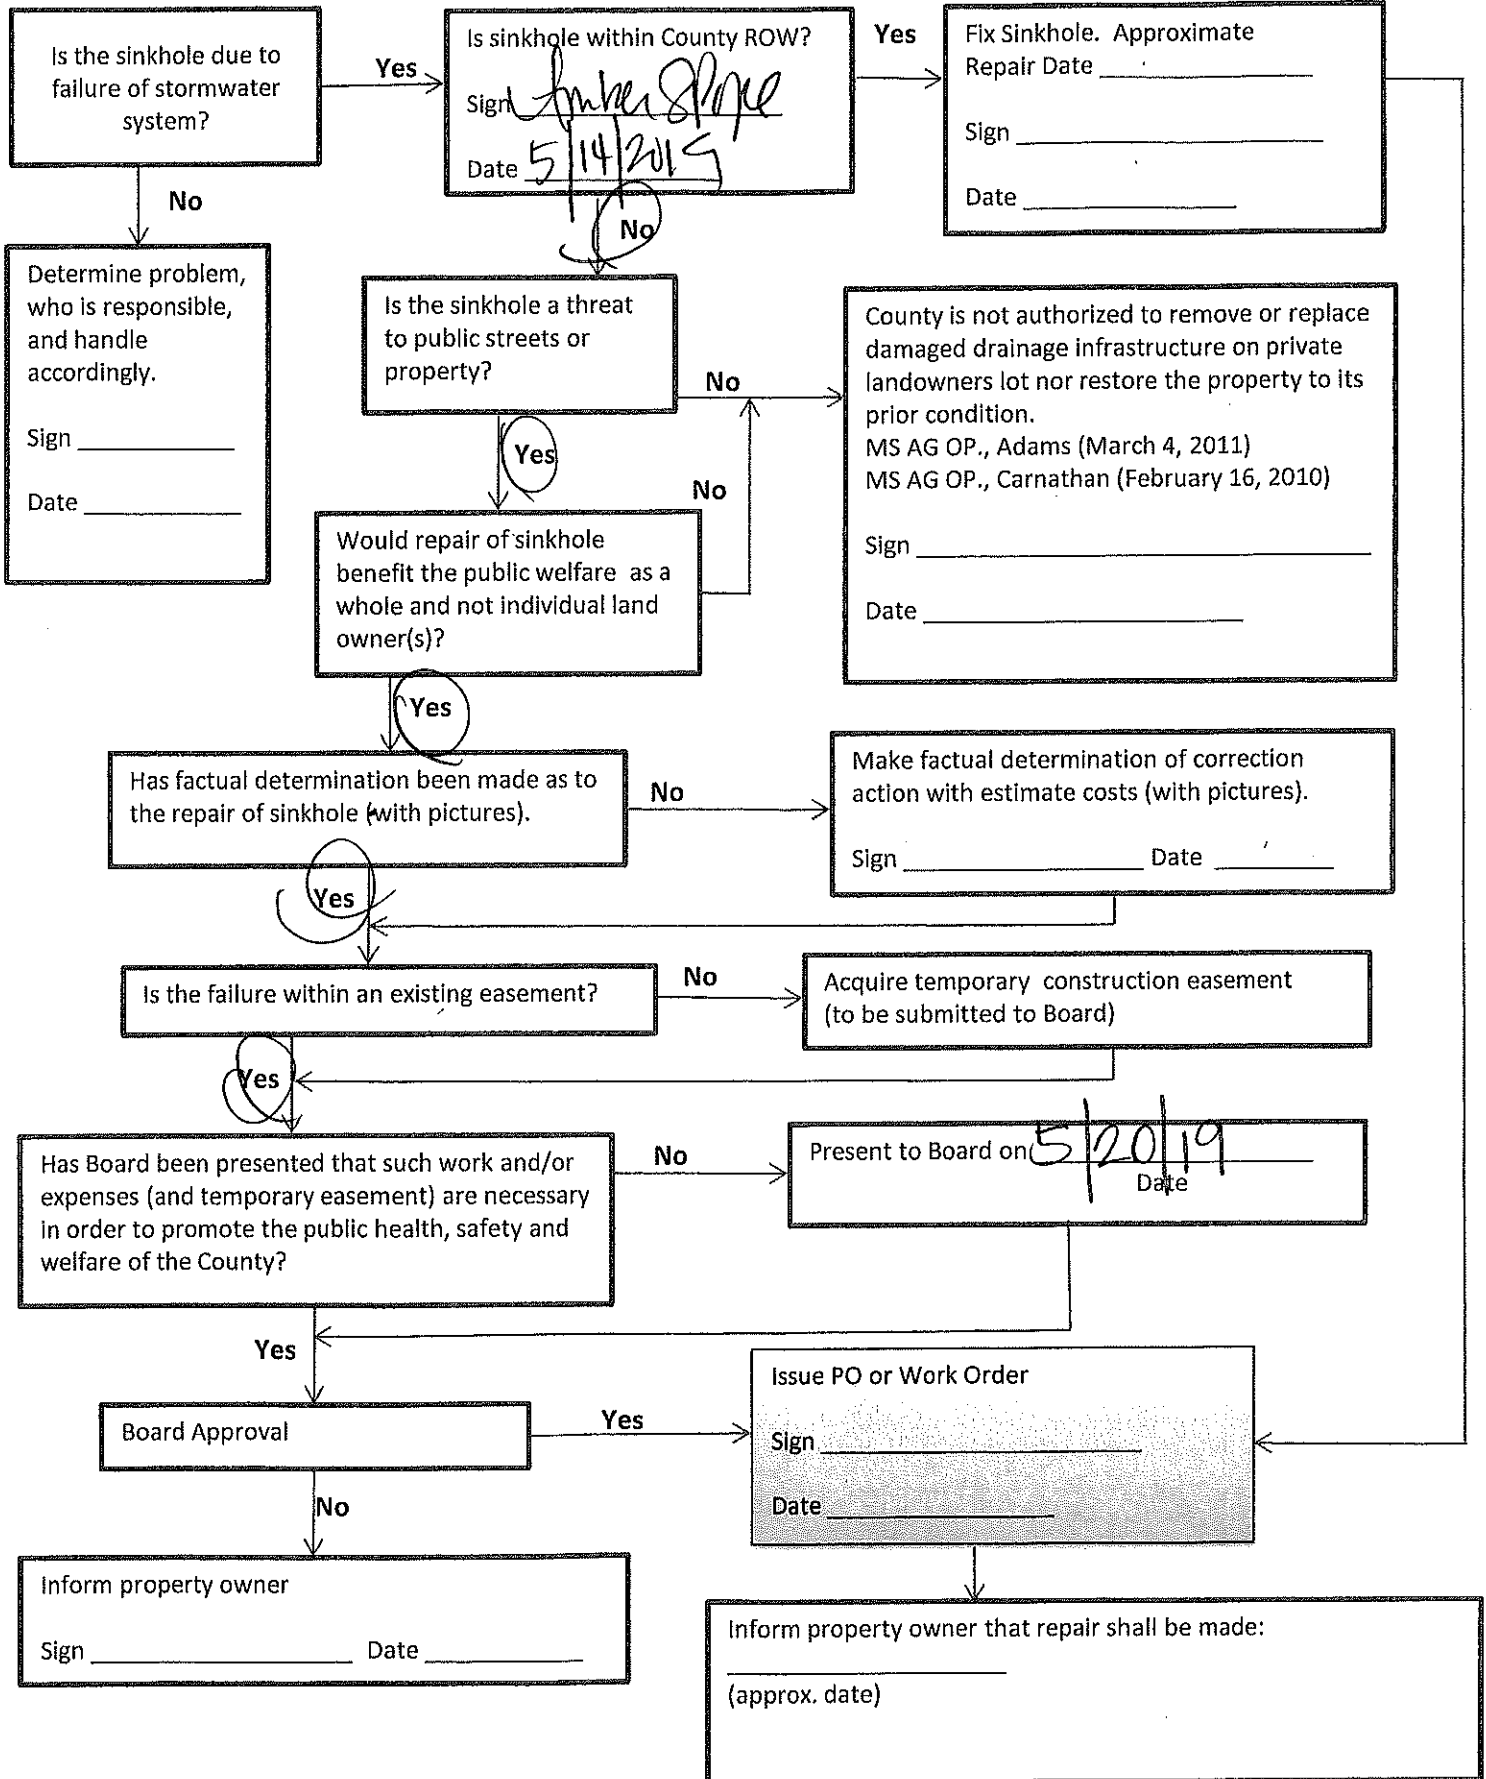 Is the sinkhole due to
failure of stormwater
system?
Yes
No
Is sinkhole within County ROW?
Sign
Date 5/14/2019
Yes
No
Fix Sinkhole. Approximate
Repair Date
Sign
Date
Determine problem,
who is responsible,
and handle
accordingly.
Sign
Date
Is the sinkhole a threat
to public streets or
property?
No
Yes
County is not authorized to remove or replace
damaged drainage infrastructure on private
landowners lot nor restore the property to its
prior condition.
MS AG OP., Adams (March 4, 2011)
MS AG OP., Carnathan (February 16, 2010)
Sign
Date
Would repair of sinkhole
benefit the public welfare as a
whole and not individual land
owner(s)?
No
Yes
Has factual determination been made as to
the repair of sinkhole (with pictures).
No
Yes
Make factual determination of correction
action with estimate costs (with pictures).
Sign Date
Is the failure within an existing easement?
No
Yes
Acquire temporary construction easement
(to be submitted to Board)
Has Board been presented that such work and/or
expenses (and temporary easement) are necessary
in order to promote the public health, safety and
welfare of the County?
No
Yes
Present to Board on 5/20/19
Date
Board Approval
Yes
No
Issue PO or Work Order
Sign
Date
Inform property owner
Sign Date
Inform property owner that repair shall be made:
(approx. date)